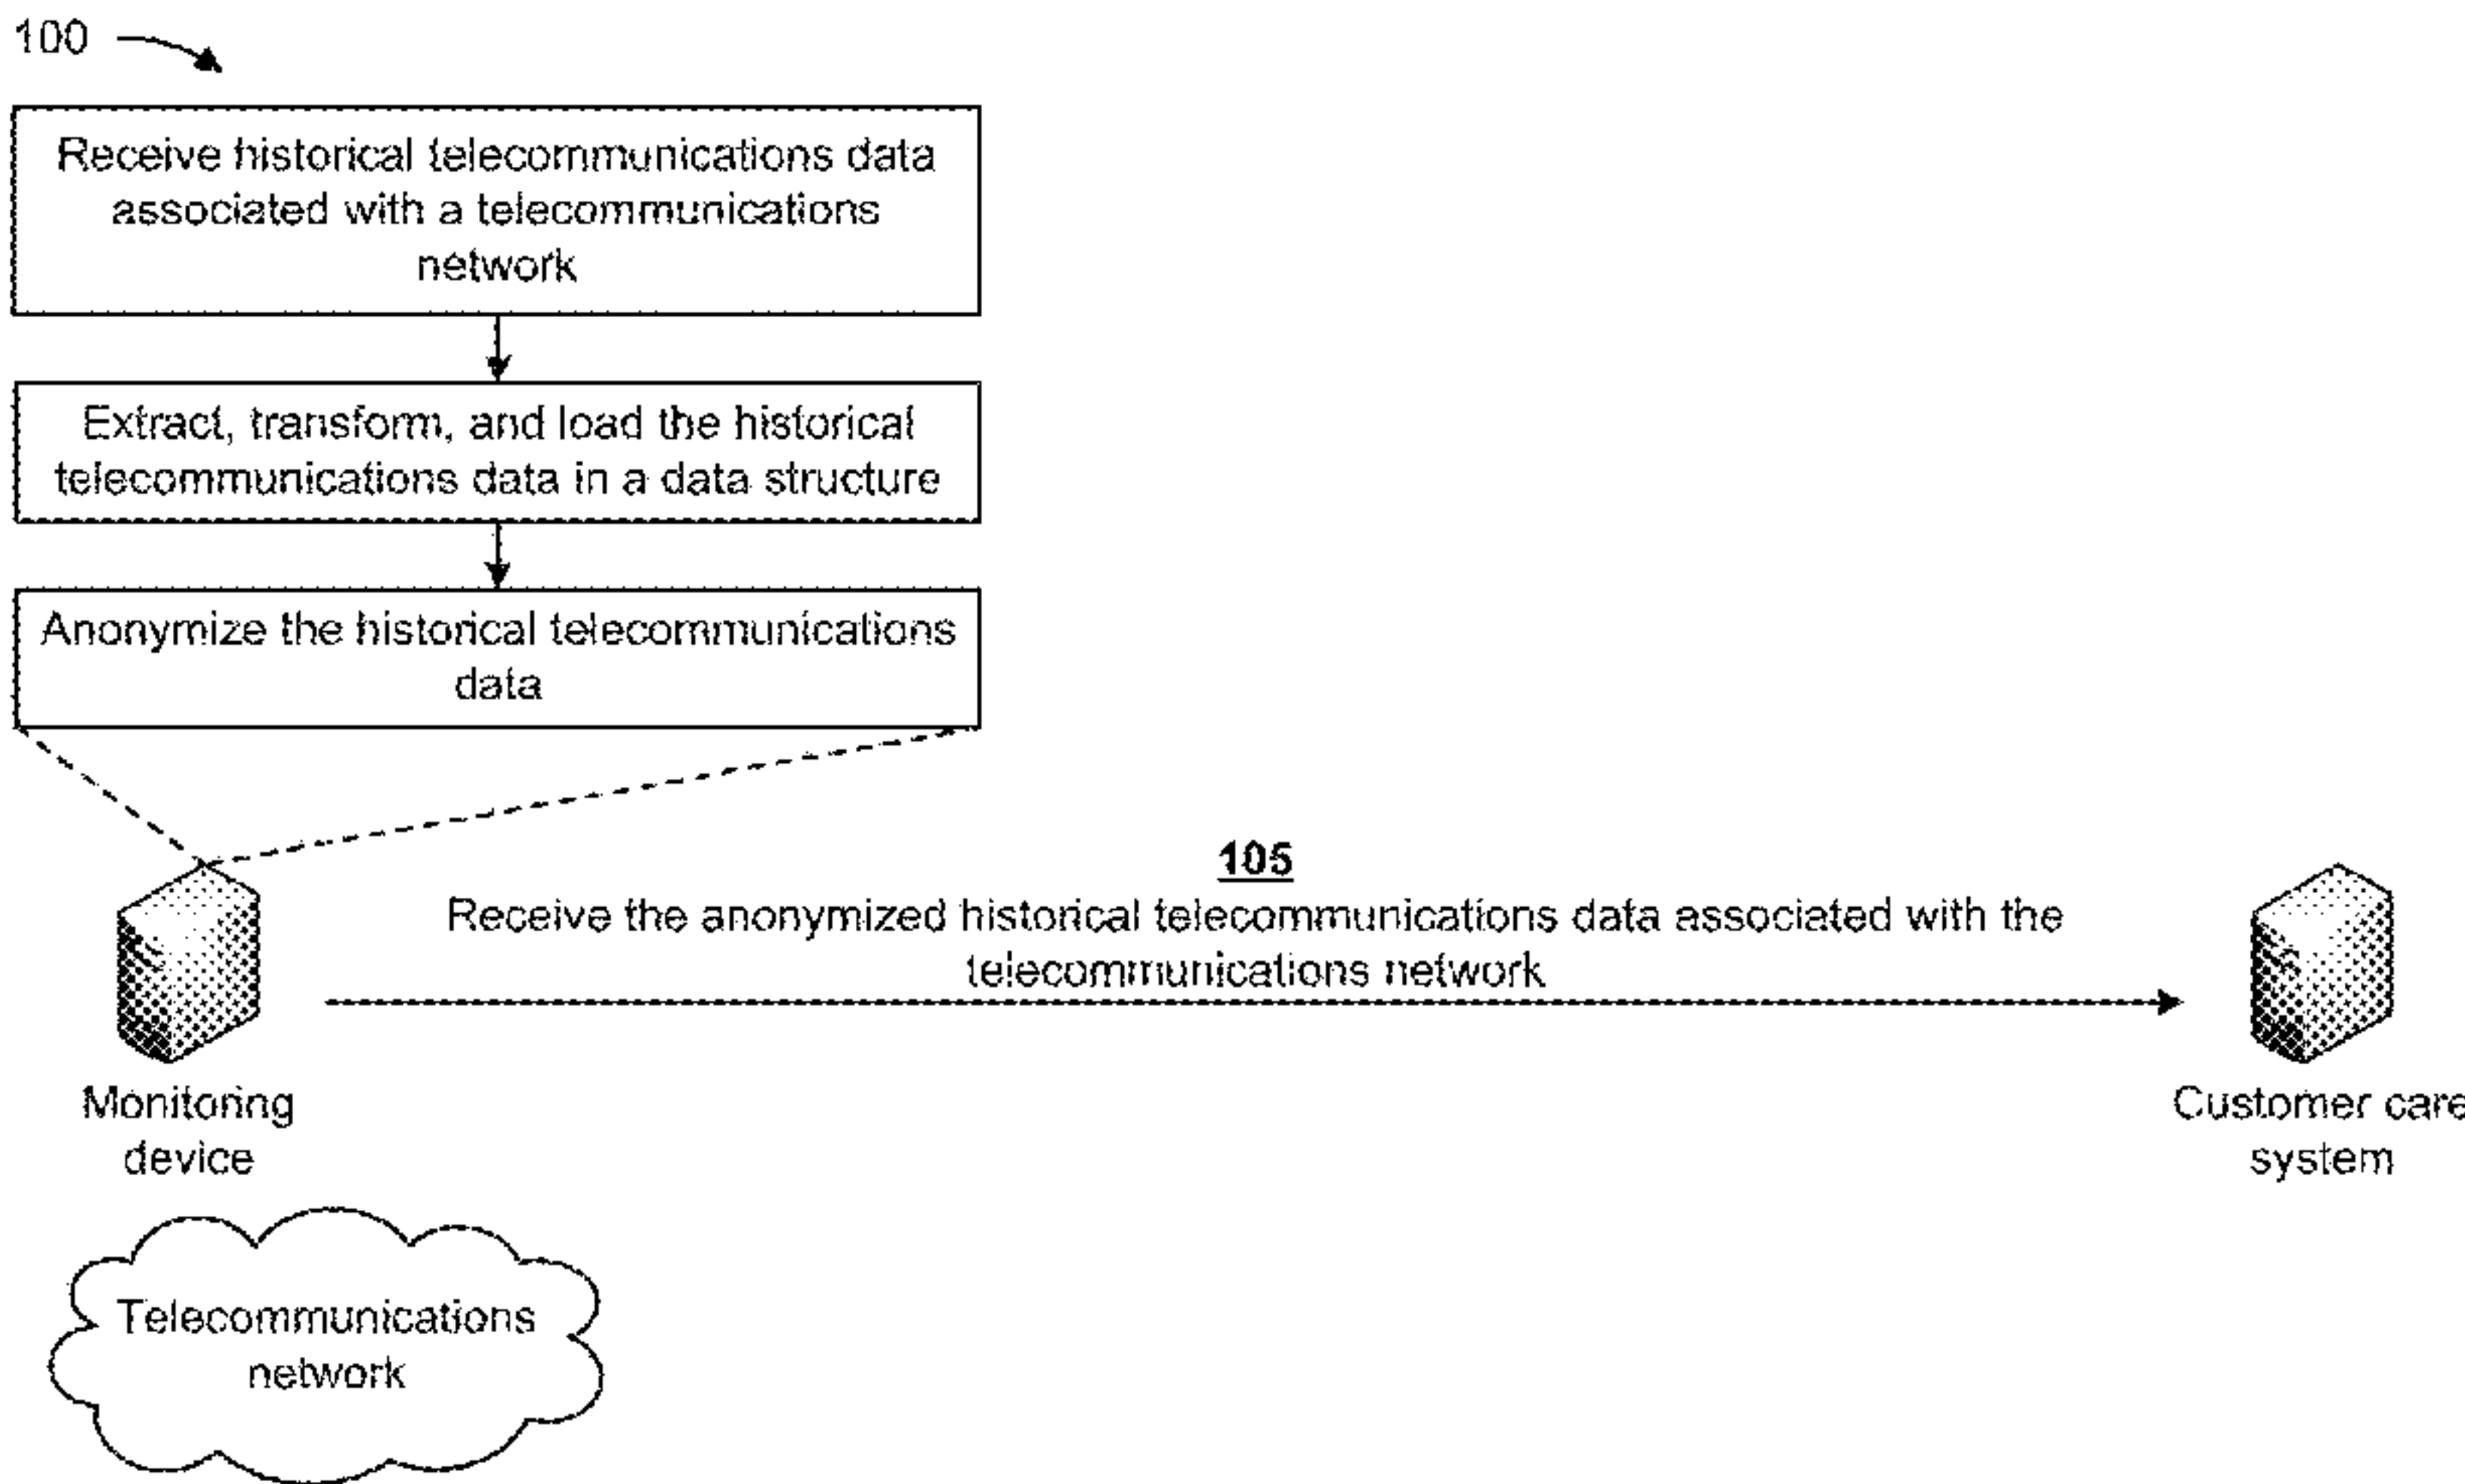 100
Receive historical telecommunications data
associated with a telecommunications
network
Extract, transform, and load the historical
telecommunications data in a data structure
Anonymize the historical telecommunications
data
105
Receive the anonymized historical telecommunications data associated with the
telecommunications network
Monitoring
device
Customer care
system
Telecommunications
network